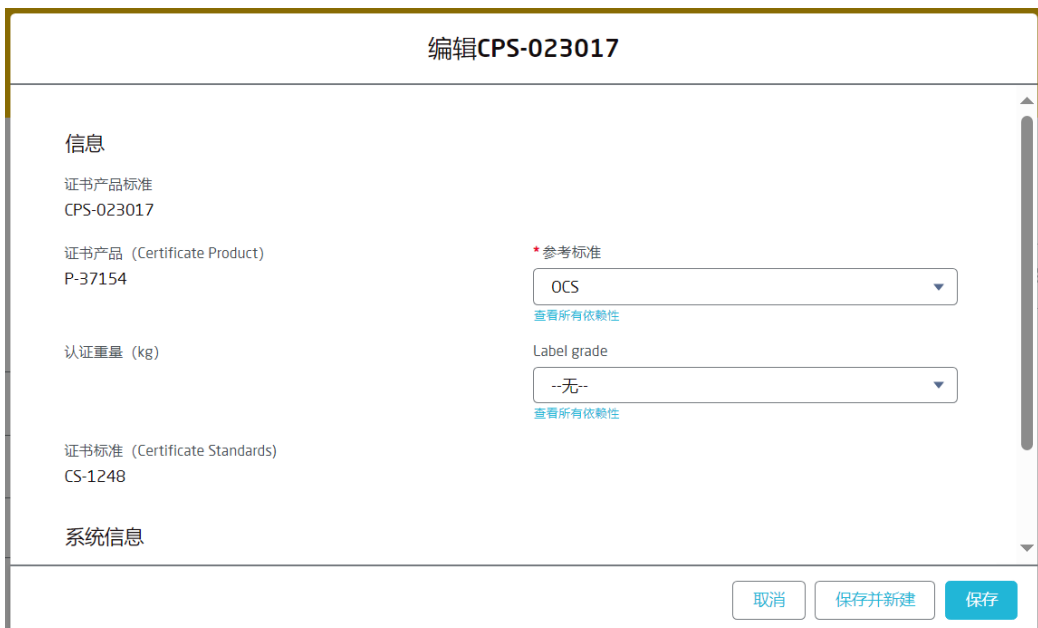 编辑CPS-023017
信息
证书产品标准
CPS-023017
证书产品（Certificate Product）
P-37154
*参考标准
OCS
查看所有依赖性
认证重量（kg）
Label grade
--无--
查看所有依赖性
证书标准（Certificate Standards）
CS-1248
系统信息
取消
保存并新建
保存